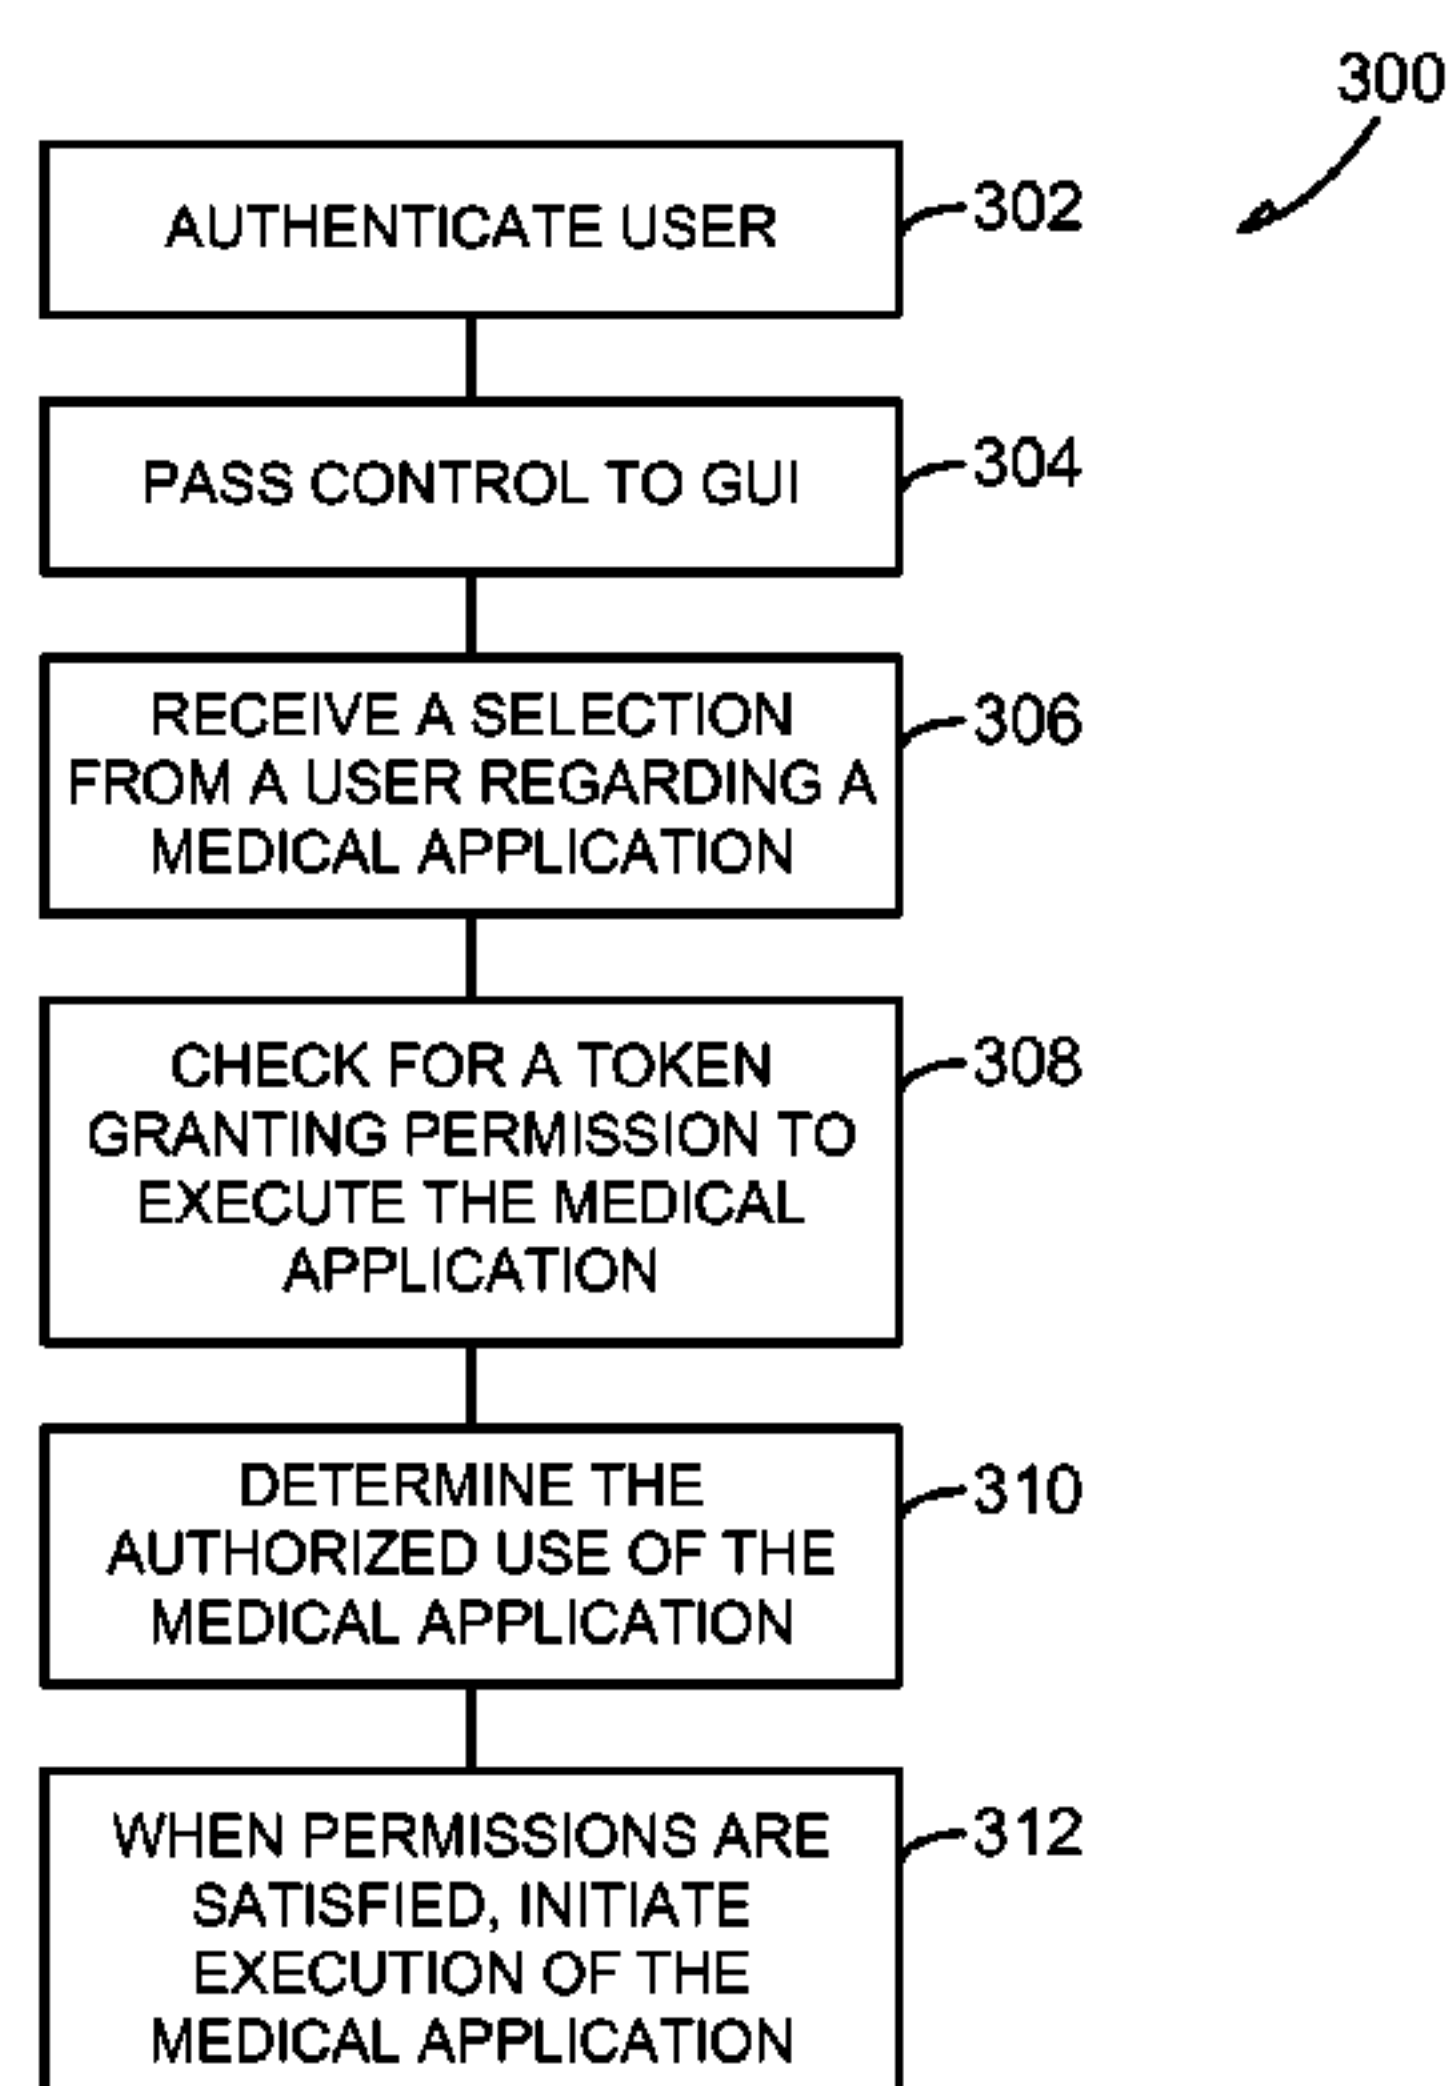 300
AUTHENTICATE USER
302
PASS CONTROL TO GUI
304
RECEIVE A SELECTION
FROM A USER REGARDING A
MEDICAL APPLICATION
306
CHECK FOR A TOKEN
GRANTING PERMISSION TO
EXECUTE THE MEDICAL
APPLICATION
308
DETERMINE THE
AUTHORIZED USE OF THE
MEDICAL APPLICATION
310
WHEN PERMISSIONS ARE
SATISFIED, INITIATE
EXECUTION OF THE
MEDICAL APPLICATION
312